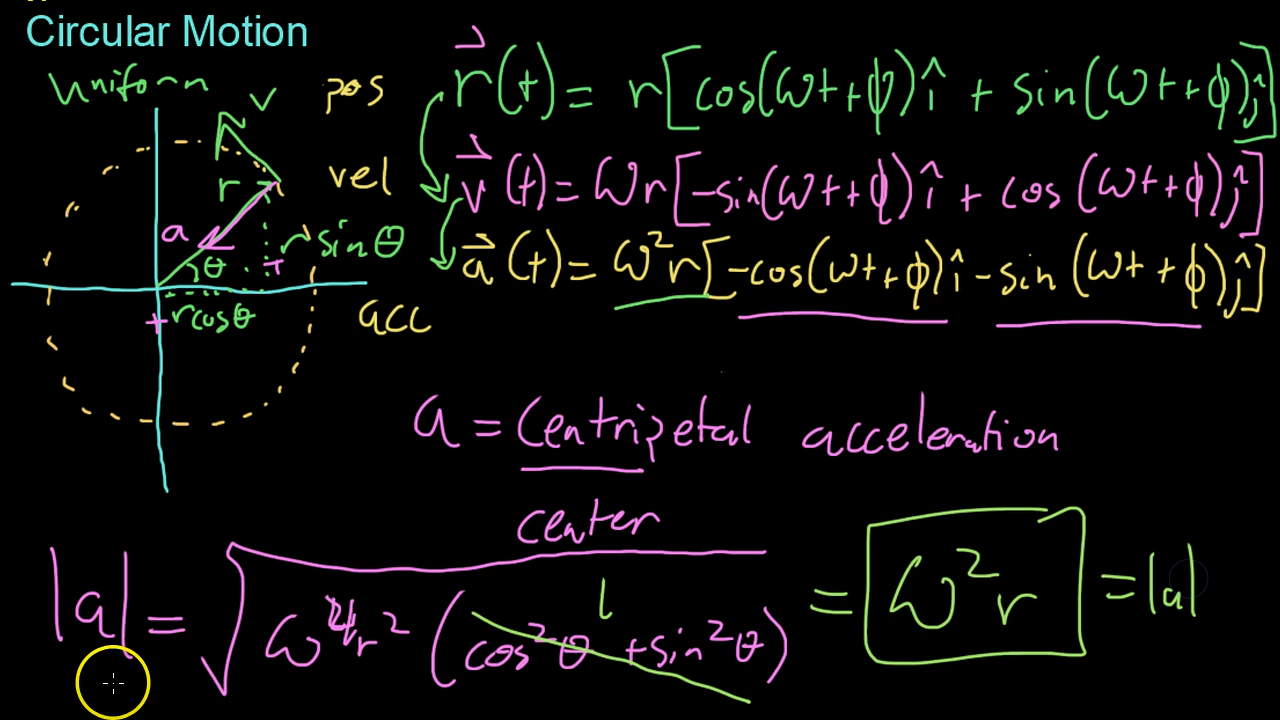 Circular Motion
uniform
pos r⃗(t) = r[cos(ωt+ϕ)î + sin(ωt+ϕ)ĵ]
vel v⃗(t) = ωr[-sin(ωt+ϕ)î + cos(ωt+ϕ)ĵ]
acc a⃗(t) = ω²r[-cos(ωt+ϕ)î - sin(ωt+ϕ)ĵ]
v
r
a
θ
r sinθ
+
r cosθ
+
a = Centripetal acceleration
center
|a| = √ω⁴r²(cos²θ + sin²θ) = ω²r = |a|
1